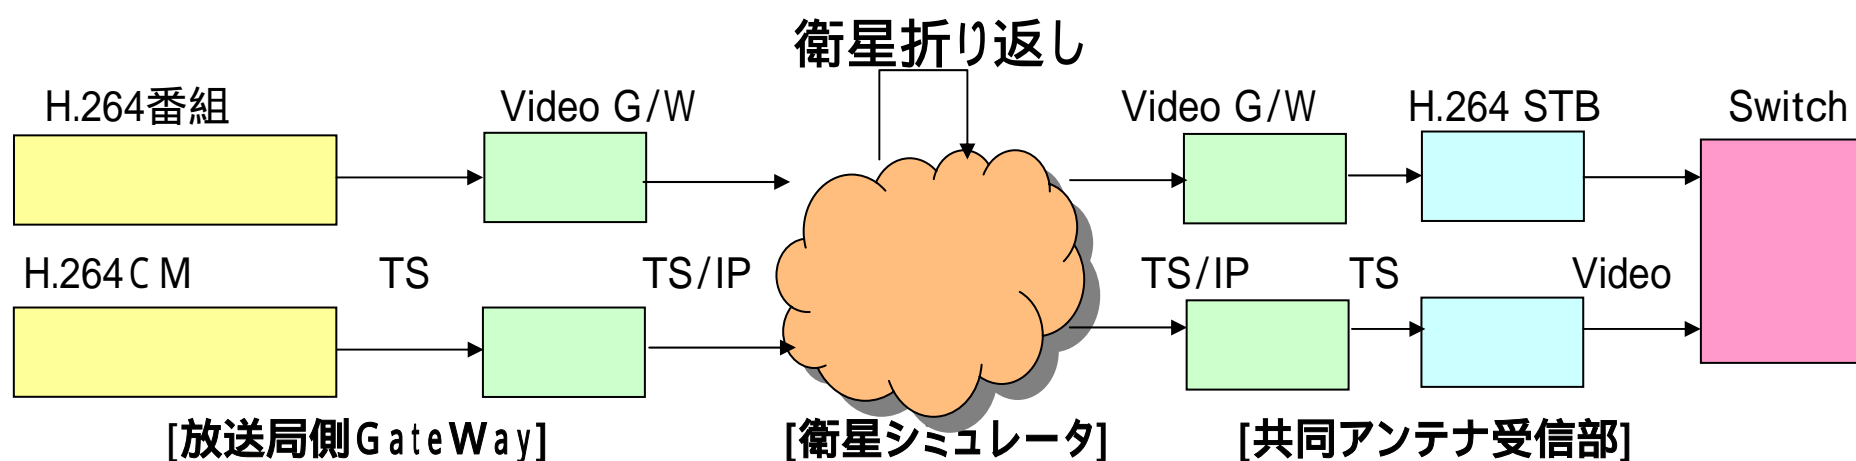 衛星折り返し
H.264番組
Video G/W
Video G/W
H.264 STB
Switch
H.264CM
TS
TS/IP
TS/IP
TS
Video
[放送局側GateWay]
[衛星シミュレータ]
[共同アンテナ受信部]